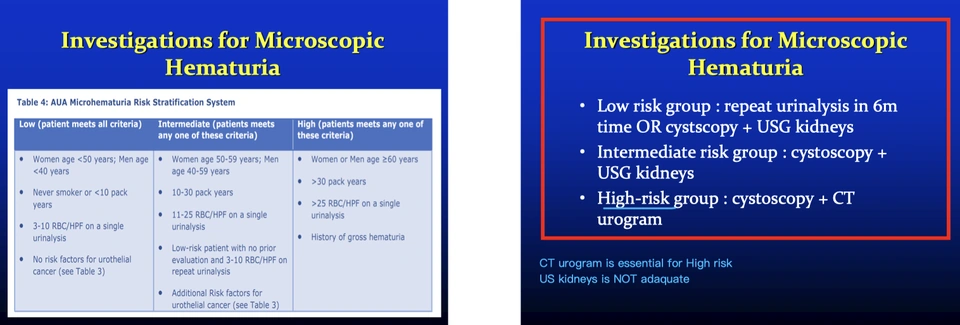 Investigations for Microscopic
Hematuria
Table 4: AUA Microhematuria Risk Stratification System
Low (patient meets all criteria)
Intermediate (patients meets
any one of these criteria)
High (patients meets any one of
these criteria)
• Women age <50 years; Men age
<40 years
• Never smoker or <10 pack
years
• 3-10 RBC/HPF on a single
urinalysis
• No risk factors for urothelial
cancer (see Table 3)
• Women age 50-59 years; Men
age 40-59 years
• 10-30 pack years
• 11-25 RBC/HPF on a single
urinalysis
• Low-risk patient with no prior
evaluation and 3-10 RBC/HPF on
repeat urinalysis
• Additional Risk factors for
urothelial cancer (see Table 3)
• Women or Men age ≥60 years
• >30 pack years
• >25 RBC/HPF on a single
urinalysis
• History of gross hematuria
Investigations for Microscopic
Hematuria
• Low risk group : repeat urinalysis in 6m
time OR cystscopy + USG kidneys
• Intermediate risk group : cystoscopy +
USG kidneys
• High-risk group : cystoscopy + CT
urogram
CT urogram is essential for High risk
US kidneys is NOT adaquate